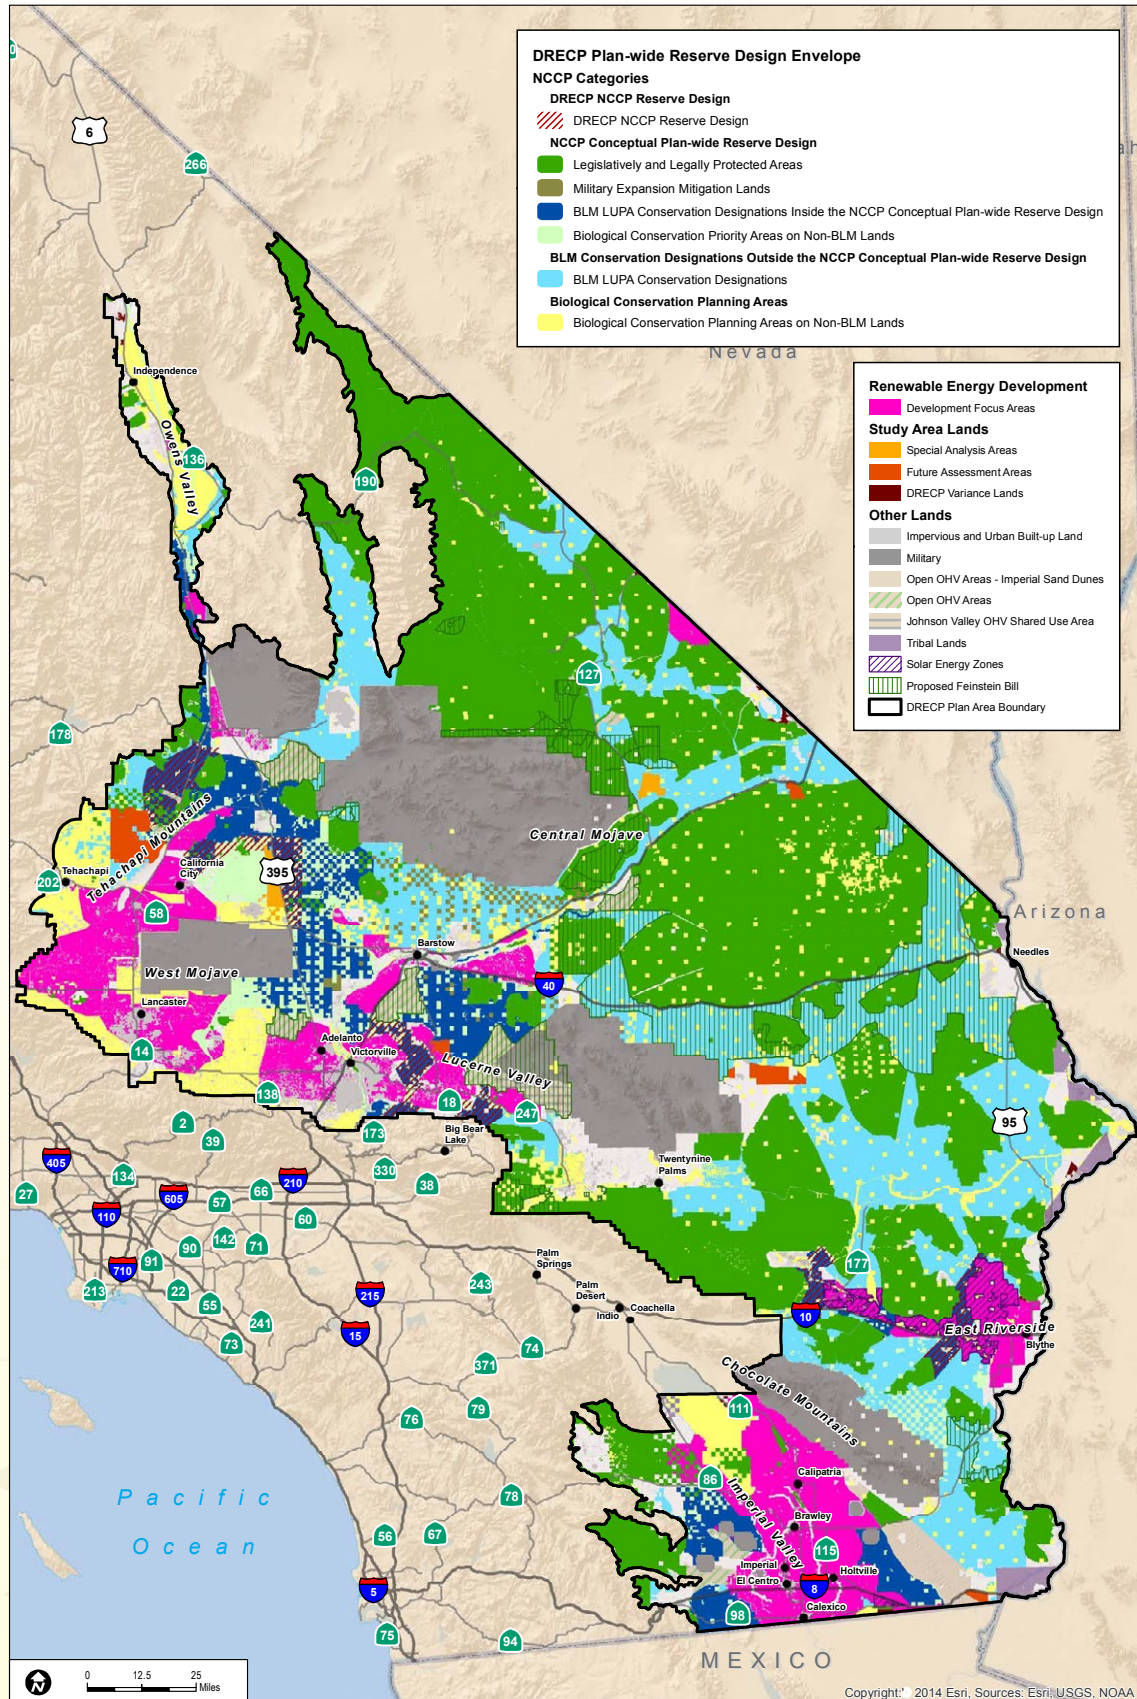 DRECP Plan-wide Reserve Design Envelope
NCCP Categories
DRECP NCCP Reserve Design
DRECP NCCP Reserve Design
NCCP Conceptual Plan-wide Reserve Design
Legislatively and Legally Protected Areas
Military Expansion Mitigation Lands
BLM LUPA Conservation Designations Inside the NCCP Conceptual Plan-wide Reserve Design
Biological Conservation Priority Areas on Non-BLM Lands
BLM Conservation Designations Outside the NCCP Conceptual Plan-wide Reserve Design
BLM LUPA Conservation Designations
Biological Conservation Planning Areas
Biological Conservation Planning Areas on Non-BLM Lands
Renewable Energy Development
Development Focus Areas
Study Area Lands
Special Analysis Areas
Future Assessment Areas
DRECP Variance Lands
Other Lands
Impervious and Urban Built-up Land
Military
Open OHV Areas - Imperial Sand Dunes
Open OHV Areas
Johnson Valley OHV Shared Use Area
Tribal Lands
Solar Energy Zones
Proposed Feinstein Bill
DRECP Plan Area Boundary
6
266
Nevada
Independence
Owens Valley
136
190
127
178
Tehachapi Mountains
Central Mojave
395
California
City
Tehachapi
202
58
Arizona
Needles
Barstow
West Mojave
40
Lancaster
Adelanto
Victorville
14
Lucerne Valley
138
18
247
95
2
39
173
Big Bear
Lake
405
134
210
330
38
Twentynine
Palms
27
605
66
110
57
60
142
71
90
91
710
177
Palm
Springs
213
22
243
Palm
Desert
215
55
Coachella
Indio
10
241
15
East Riverside
73
74
Blythe
371
Chocolate Mountains
79
111
76
86
Calipatria
78
Imperial Valley
Pacific
Ocean
Brawley
67
56
115
Imperial
Holtville
El Centro
8
5
98
Calexico
75
94
MEXICO
N
0 12.5 25
Miles
Copyright:© 2014 Esri, Sources: Esri, USGS, NOAA